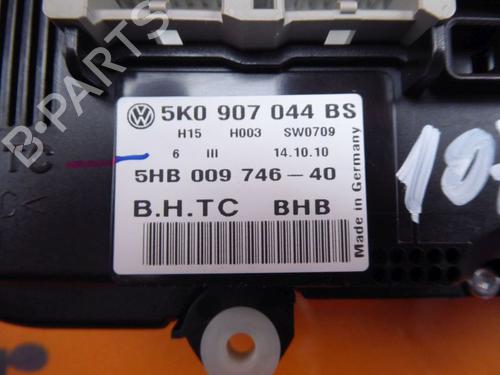 B-PARTS
5K0 907 044 BS
H15 H003 SW0709
6 III 14.10.10
5HB 009 746-40
B.H.TC BHB
Made in Germany